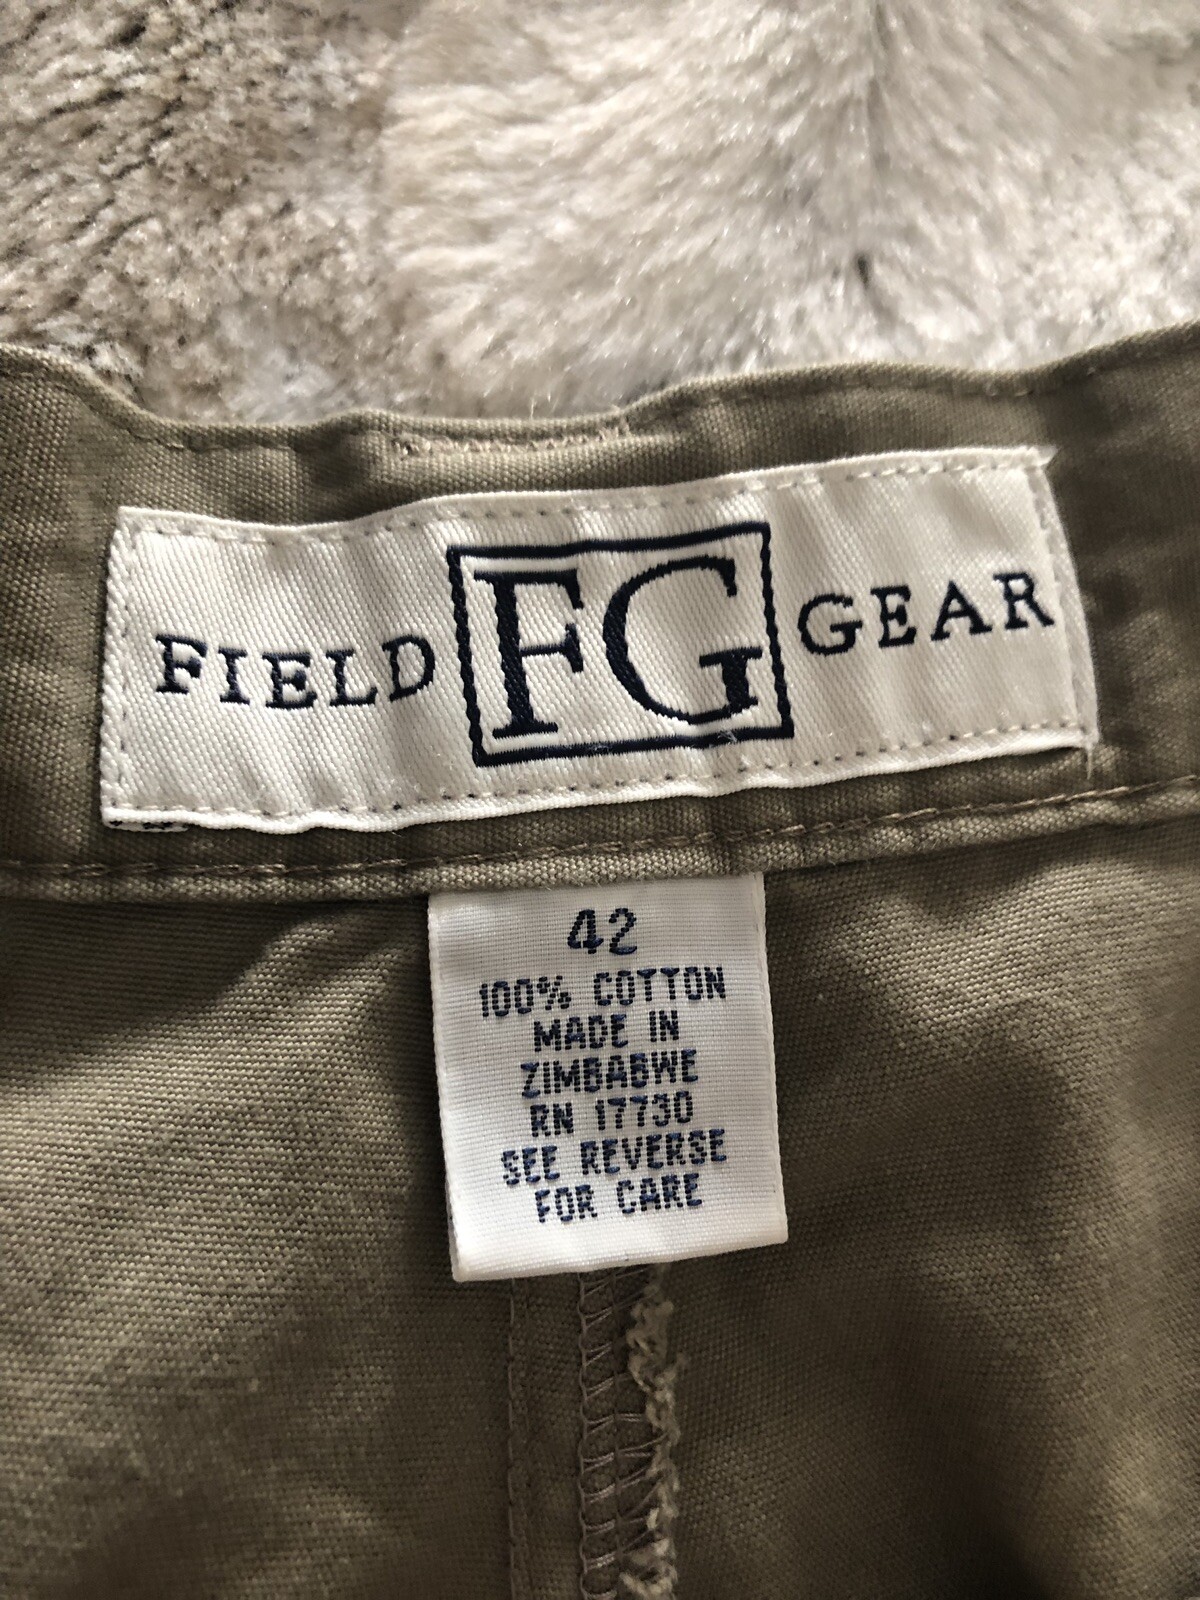 FIELD FG GEAR
42
100% COTTON
MADE IN
ZIMBABWE
RN 17730
SEE REVERSE
FOR CARE